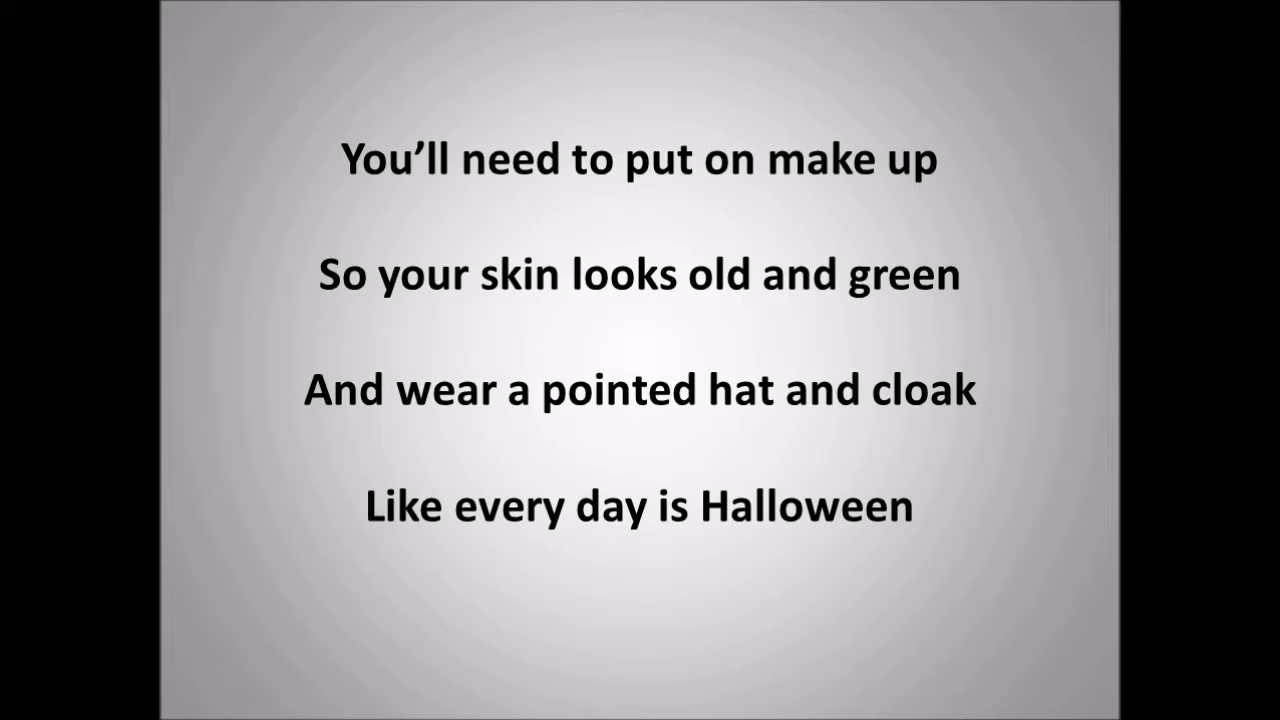 You’ll need to put on make up
So your skin looks old and green
And wear a pointed hat and cloak
Like every day is Halloween